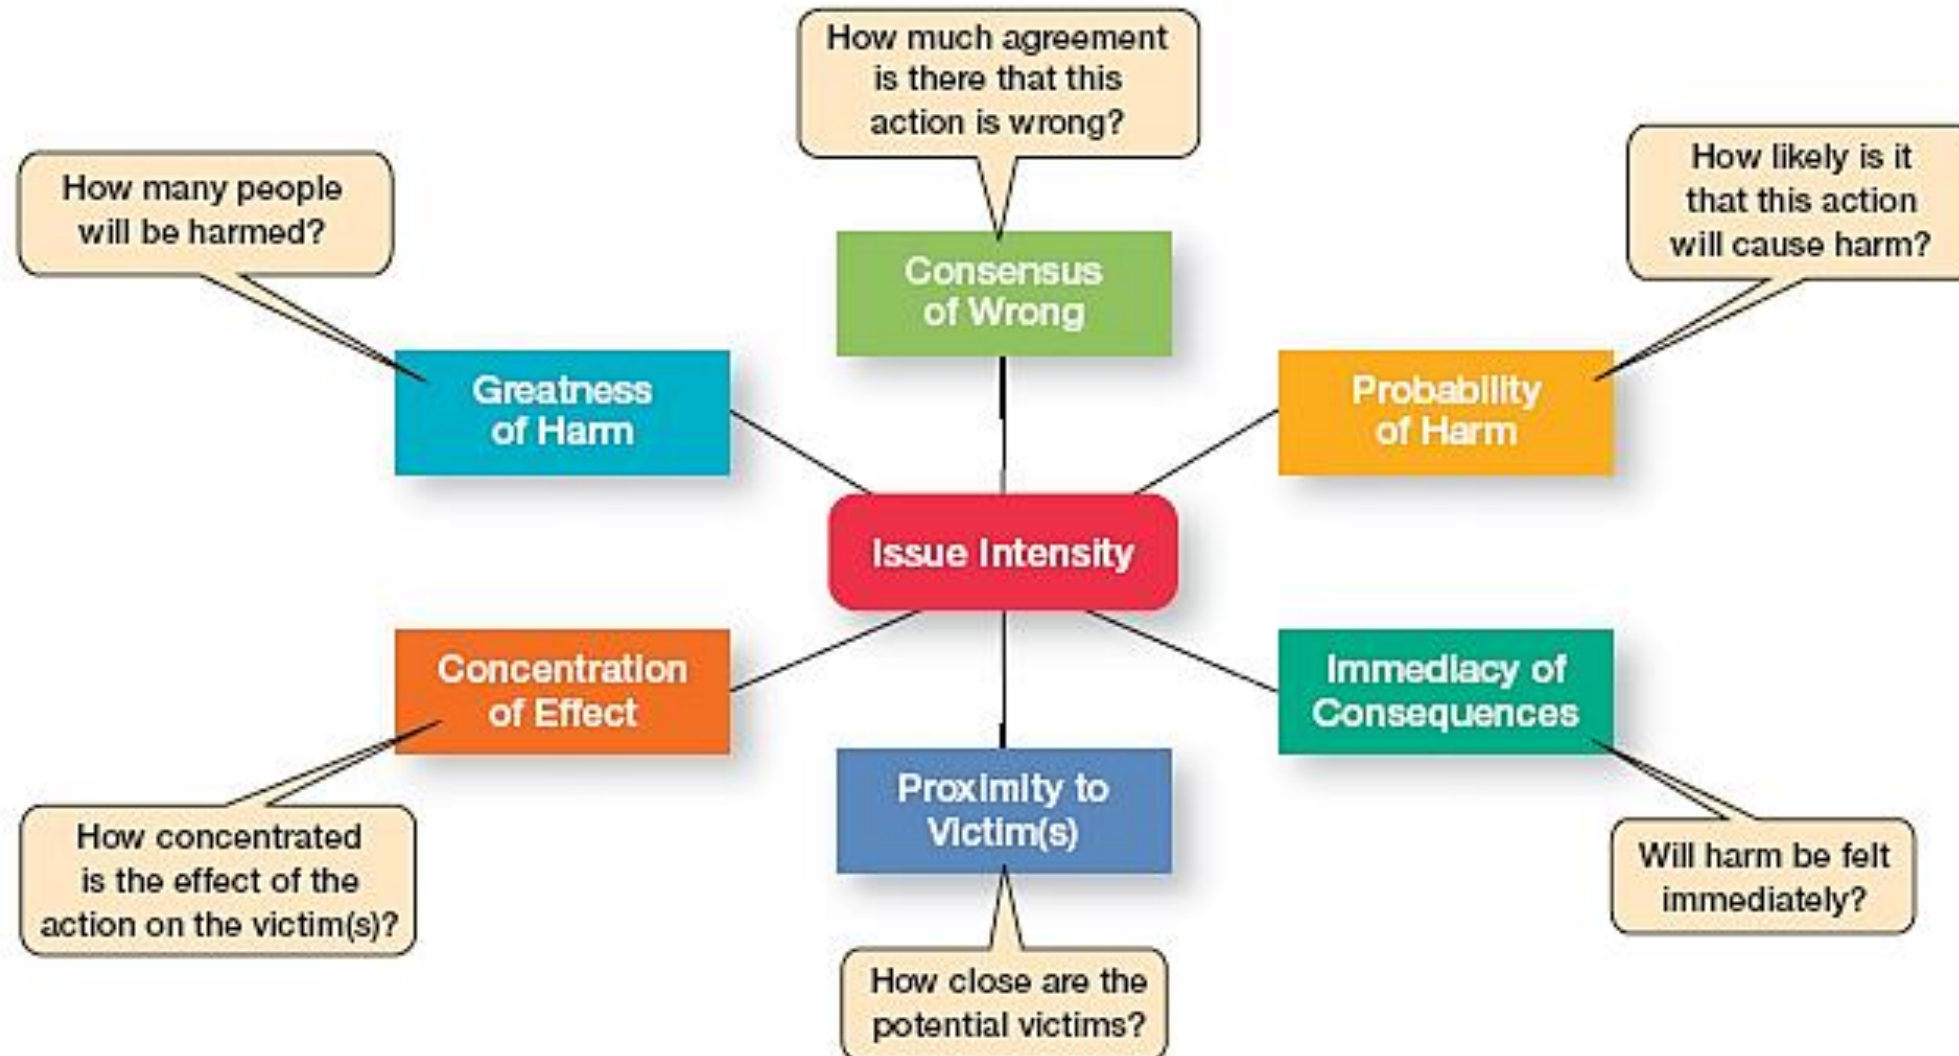 How much agreement
is there that this
action is wrong?
How many people
will be harmed?
How likely is it
that this action
will cause harm?
Consensus
of Wrong
Greatness
of Harm
Probability
of Harm
Issue Intensity
Concentration
of Effect
Immediacy of
Consequences
Proximity to
Victim(s)
How concentrated
is the effect of the
action on the victim(s)?
Will harm be felt
immediately?
How close are the
potential victims?